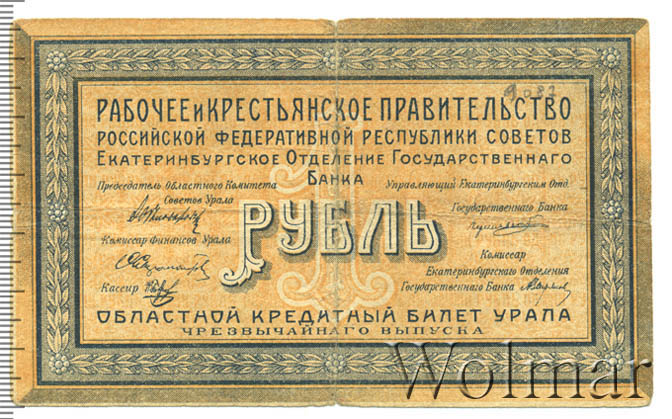 РАБОЧЕЕ и КРЕСТЬЯНСКОЕ ПРАВИТЕЛЬСТВО
РОССИЙСКОЙ ФЕДЕРАТИВНОЙ РЕСПУБЛИКИ СОВЕТОВ
ЕКАТЕРИНБУРГСКОЕ ОТДЕЛЕНИЕ ГОСУДАРСТВЕННАГО
БАНКА
Председатель Областного Комитета
Советов Урала
Комиссар Финансов Урала
Кассир
Управляющий Екатеринбургским Отд.
Государственнаго Банка
Комиссар
Екатеринбургского Отделения
Государственнаго Банка
РУБЛЬ
1
ОБЛАСТНОЙ КРЕДИТНЫЙ БИЛЕТ УРАЛА
ЧРЕЗВЫЧАЙНАГО ВЫПУСКА
Wolmar